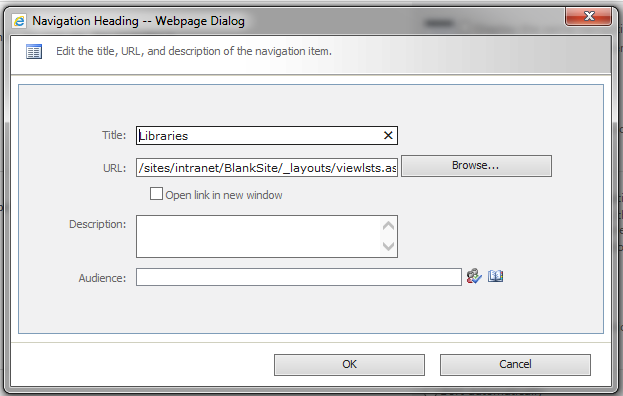 Navigation Heading -- Webpage Dialog
Edit the title, URL, and description of the navigation item.
Title: Libraries
URL: /sites/intranet/BlankSite/_layouts/viewlsts.as Browse...
Open link in new window
Description:
Audience:
OK Cancel